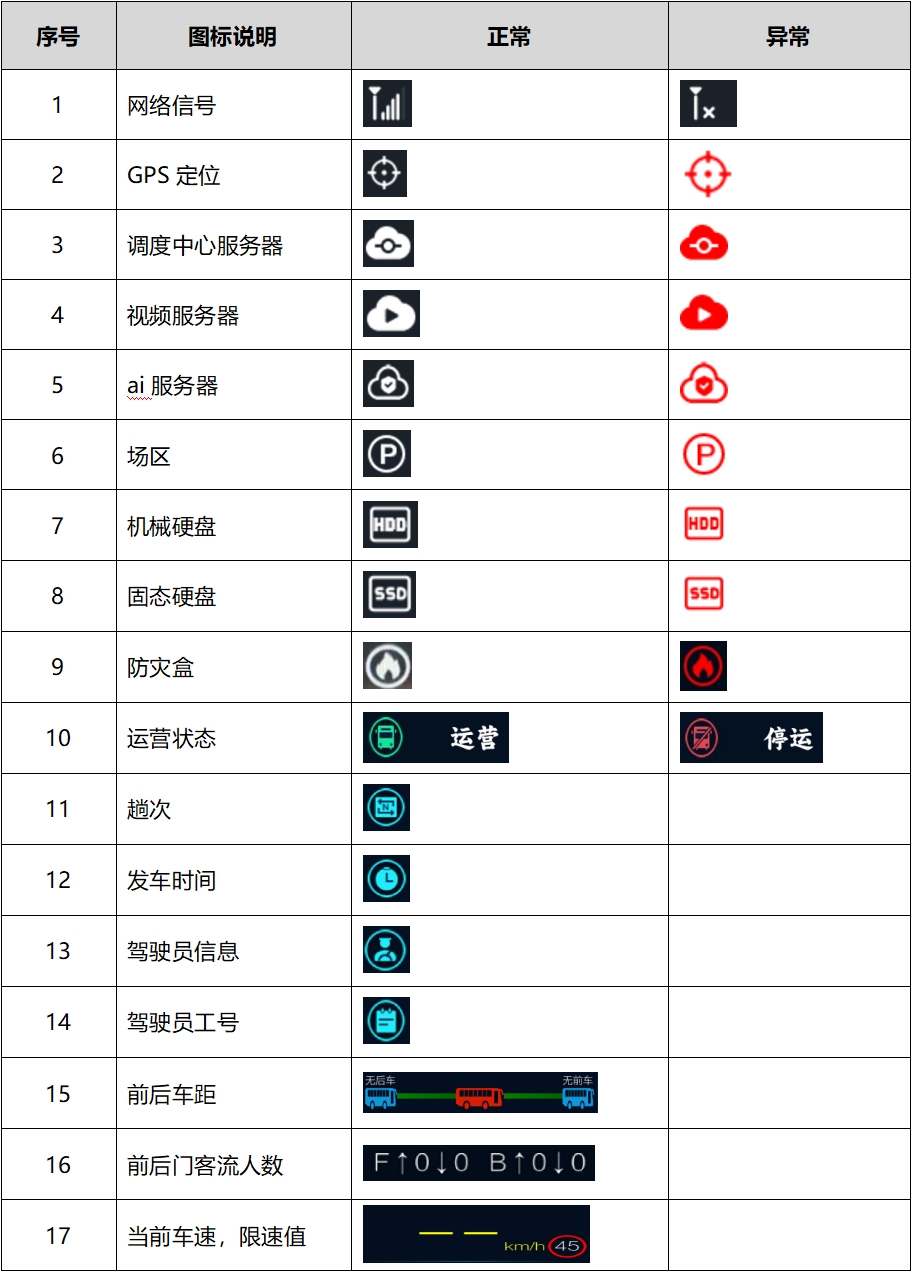 序号 图标说明 正常 异常
1 网络信号
2 GPS 定位
3 调度中心服务器
4 视频服务器
5 ai 服务器
6 场区 P P
7 机械硬盘 HDD HDD
8 固态硬盘 SSD SSD
9 防灾盒
10 运营状态 运营 停运
11 趟次 N
12 发车时间
13 驾驶员信息
14 驾驶员工号
15 前后车距 无后车 无前车
16 前后门客流人数 F↑0↓0 B↑0↓0
17 当前车速，限速值 — — km/h 45